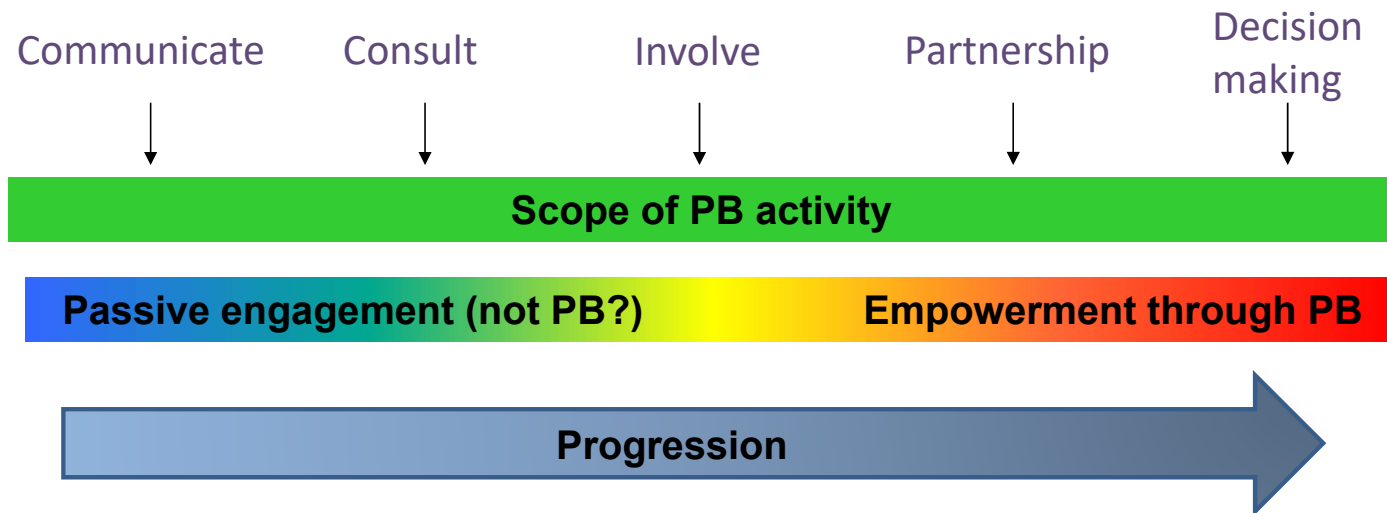 Communicate
Consult
Involve
Partnership
Decision
making
Scope of PB activity
Passive engagement (not PB?)
Empowerment through PB
Progression